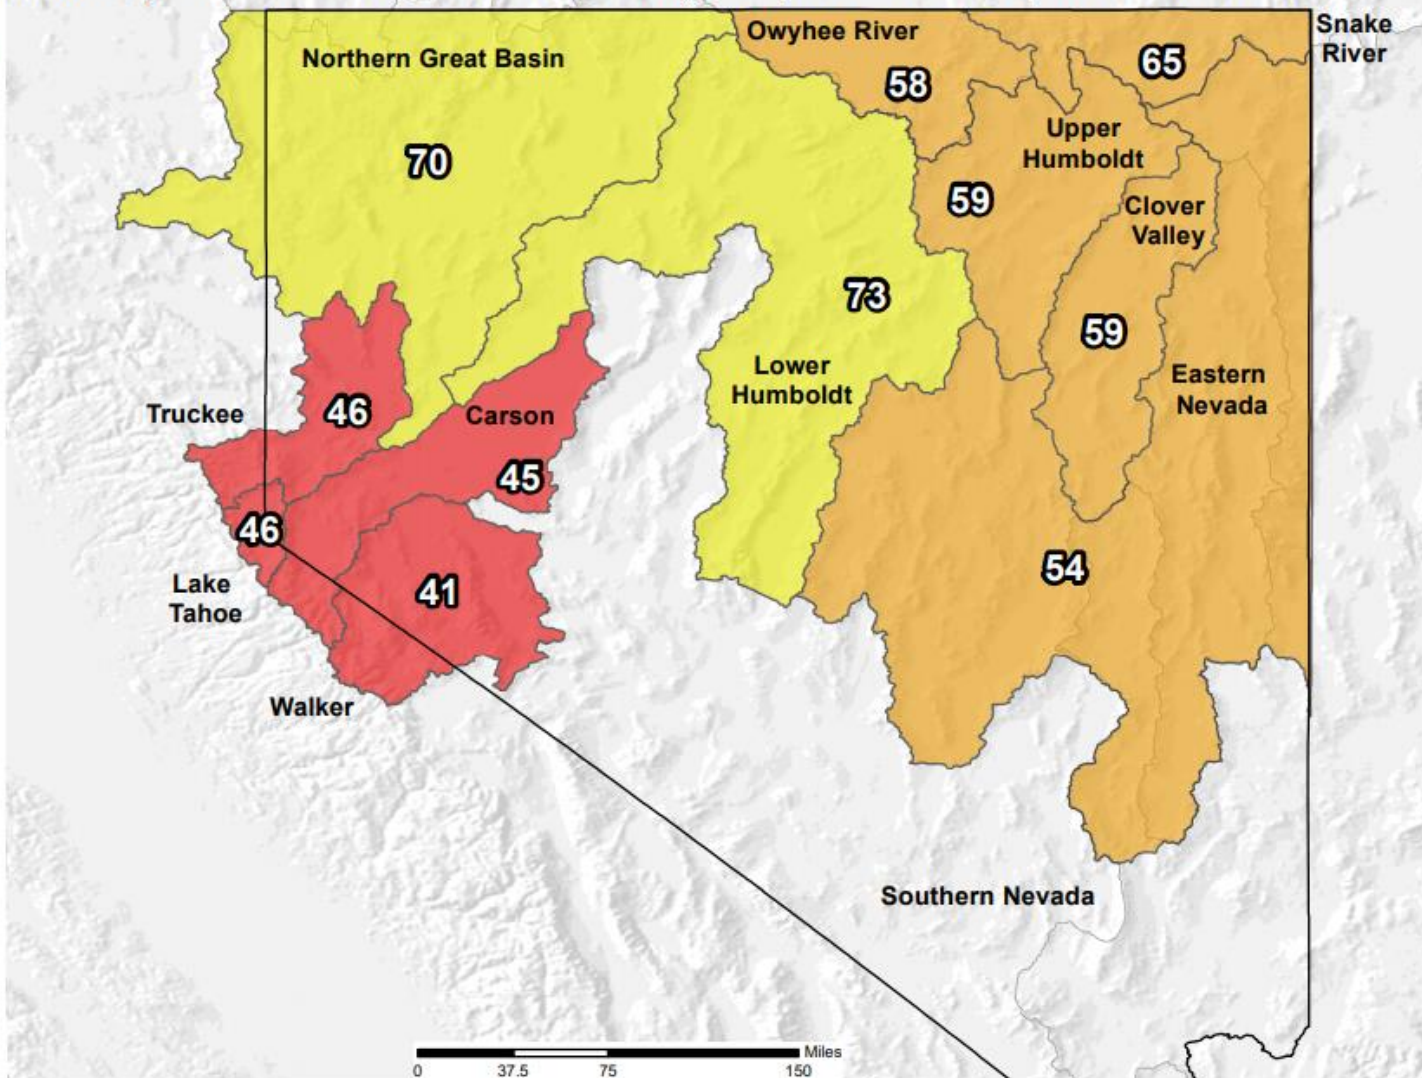 Owyhee River
Snake
River
Northern Great Basin
65
58
Upper
Humboldt
70
59
Clover
Valley
73
59
Lower
Humboldt
Eastern
Nevada
Truckee
46
Carson
45
46
54
Lake
Tahoe
41
Walker
Southern Nevada
Miles
0 37.5 75 150